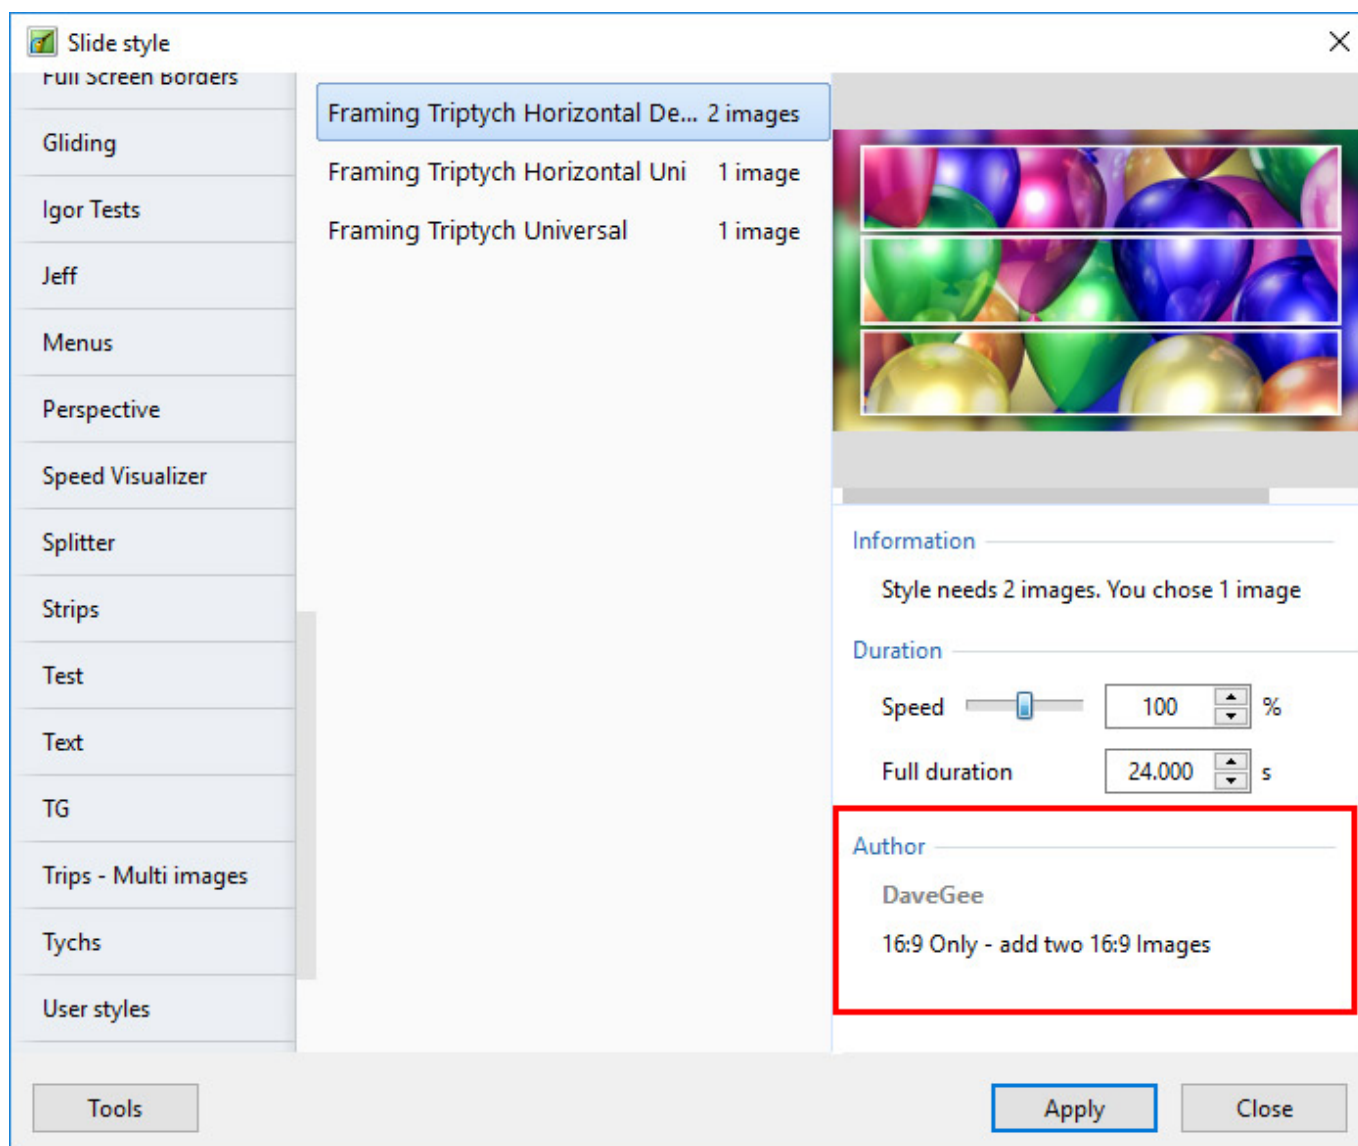 Slide style
Full Screen Borders
Gliding
Igor Tests
Jeff
Menus
Perspective
Speed Visualizer
Splitter
Strips
Test
Text
TG
Trips - Multi images
Tychs
User styles
Framing Triptych Horizontal De... 2 images
Framing Triptych Horizontal Uni 1 image
Framing Triptych Universal 1 image
Information
Style needs 2 images. You chose 1 image
Duration
Speed 100 %
Full duration 24.000 s
Author
DaveGee
16:9 Only - add two 16:9 Images
Tools
Apply
Close